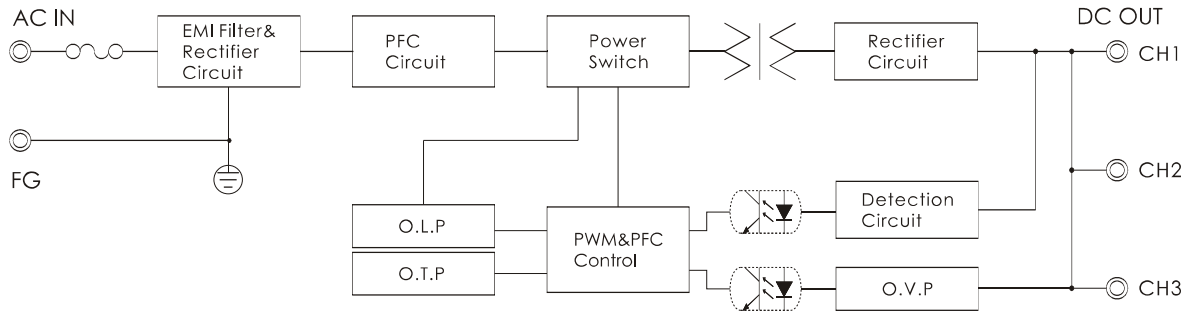 AC IN
EMI Filter&
Rectifier
Circuit
PFC
Circuit
Power
Switch
Rectifier
Circuit
DC OUT
CH1
FG
CH2
O.L.P
O.T.P
PWM&PFC
Control
Detection
Circuit
O.V.P
CH3